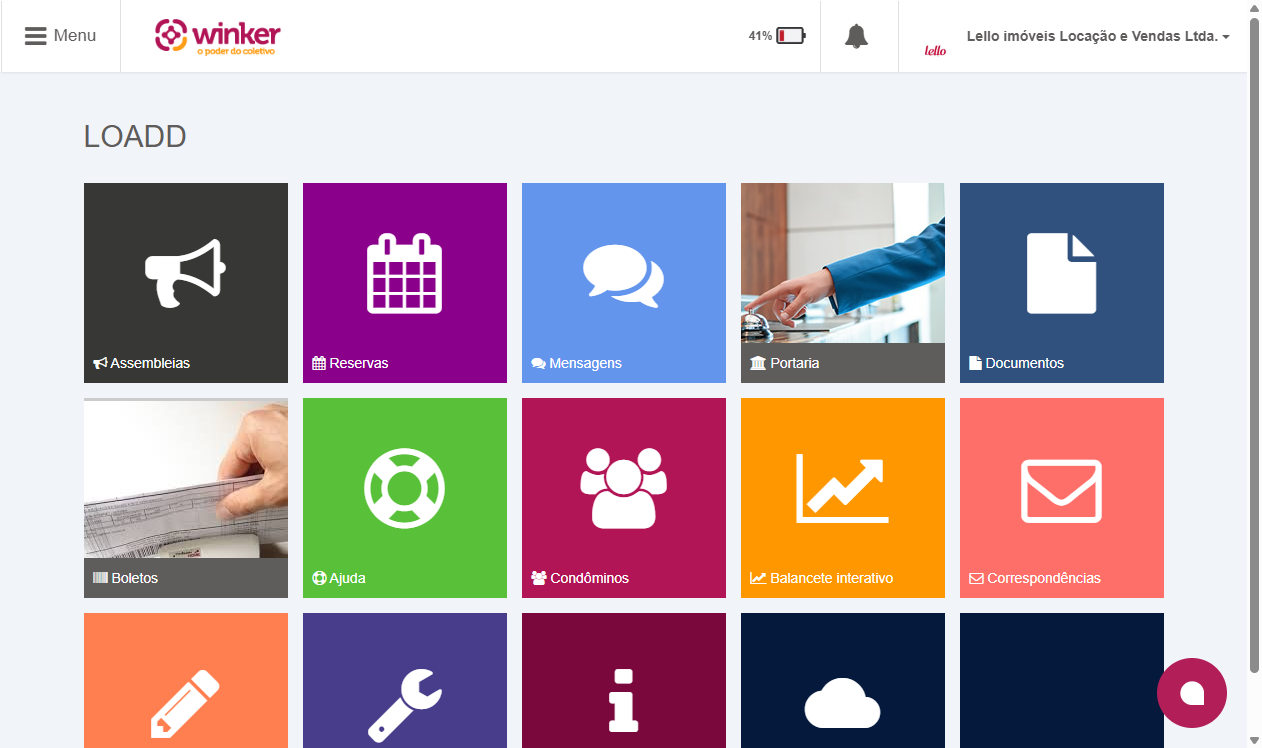 Menu
winker
o poder do coletivo
41%
lello
Lello imóveis Locação e Vendas Ltda.
LOADD
Assembleias
Reservas
Mensagens
Portaria
Documentos
Boletos
Ajuda
Condôminos
Balancete interativo
Correspondências